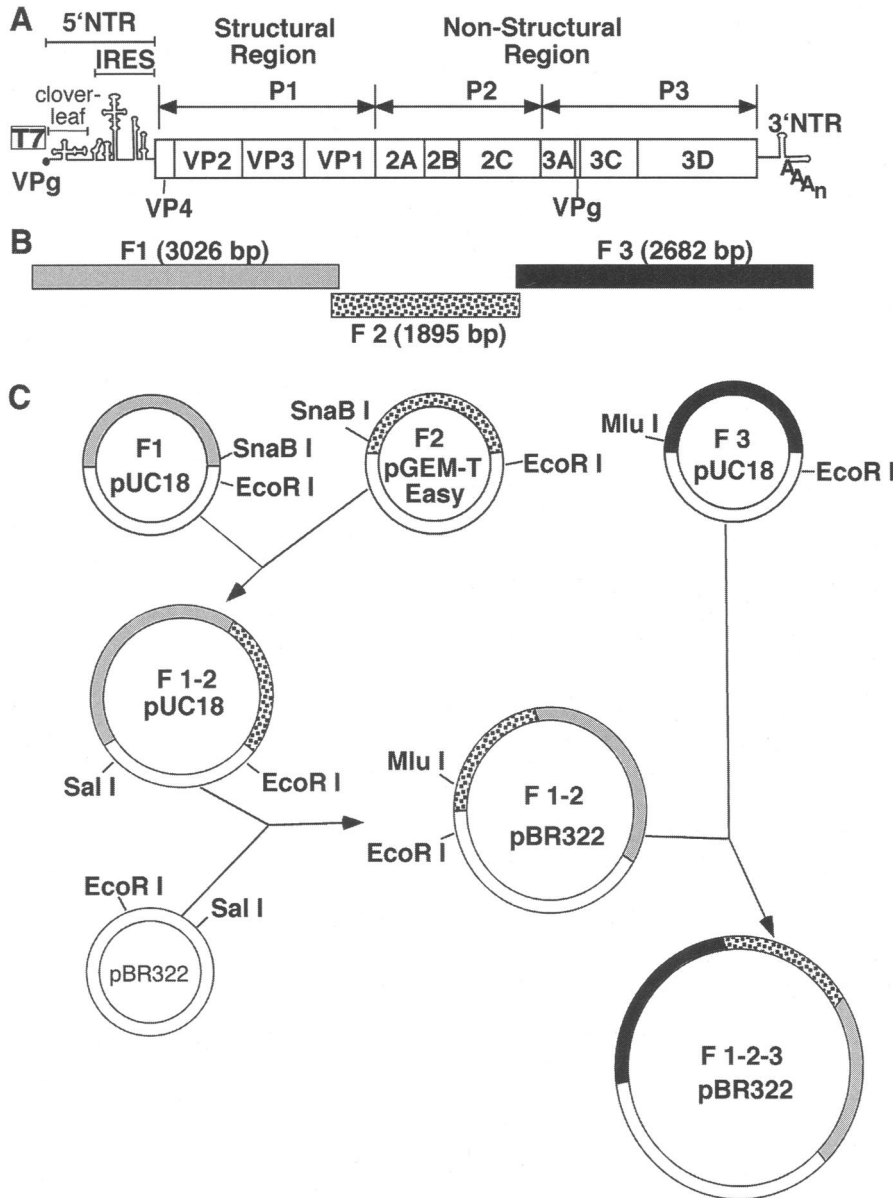 A
5'NTR
IRES
clover-
leaf
T7
VPg
Structural
Region
Non-Structural
Region
P1
P2
P3
3'NTR
VP2
VP3
VP1
2A
2B
2C
3A
3C
3D
AAAn
VP4
VPg
B
F1 (3026 bp)
F 3 (2682 bp)
F 2 (1895 bp)
C
F1
pUC18
SnaB I
EcoR I
SnaB I
F2
pGEM-T
Easy
EcoR I
Mlu I
F 3
pUC18
EcoR I
F 1-2
pUC18
Sal I
EcoR I
Mlu I
F 1-2
pBR322
EcoR I
EcoR I
Sal I
pBR322
F 1-2-3
pBR322